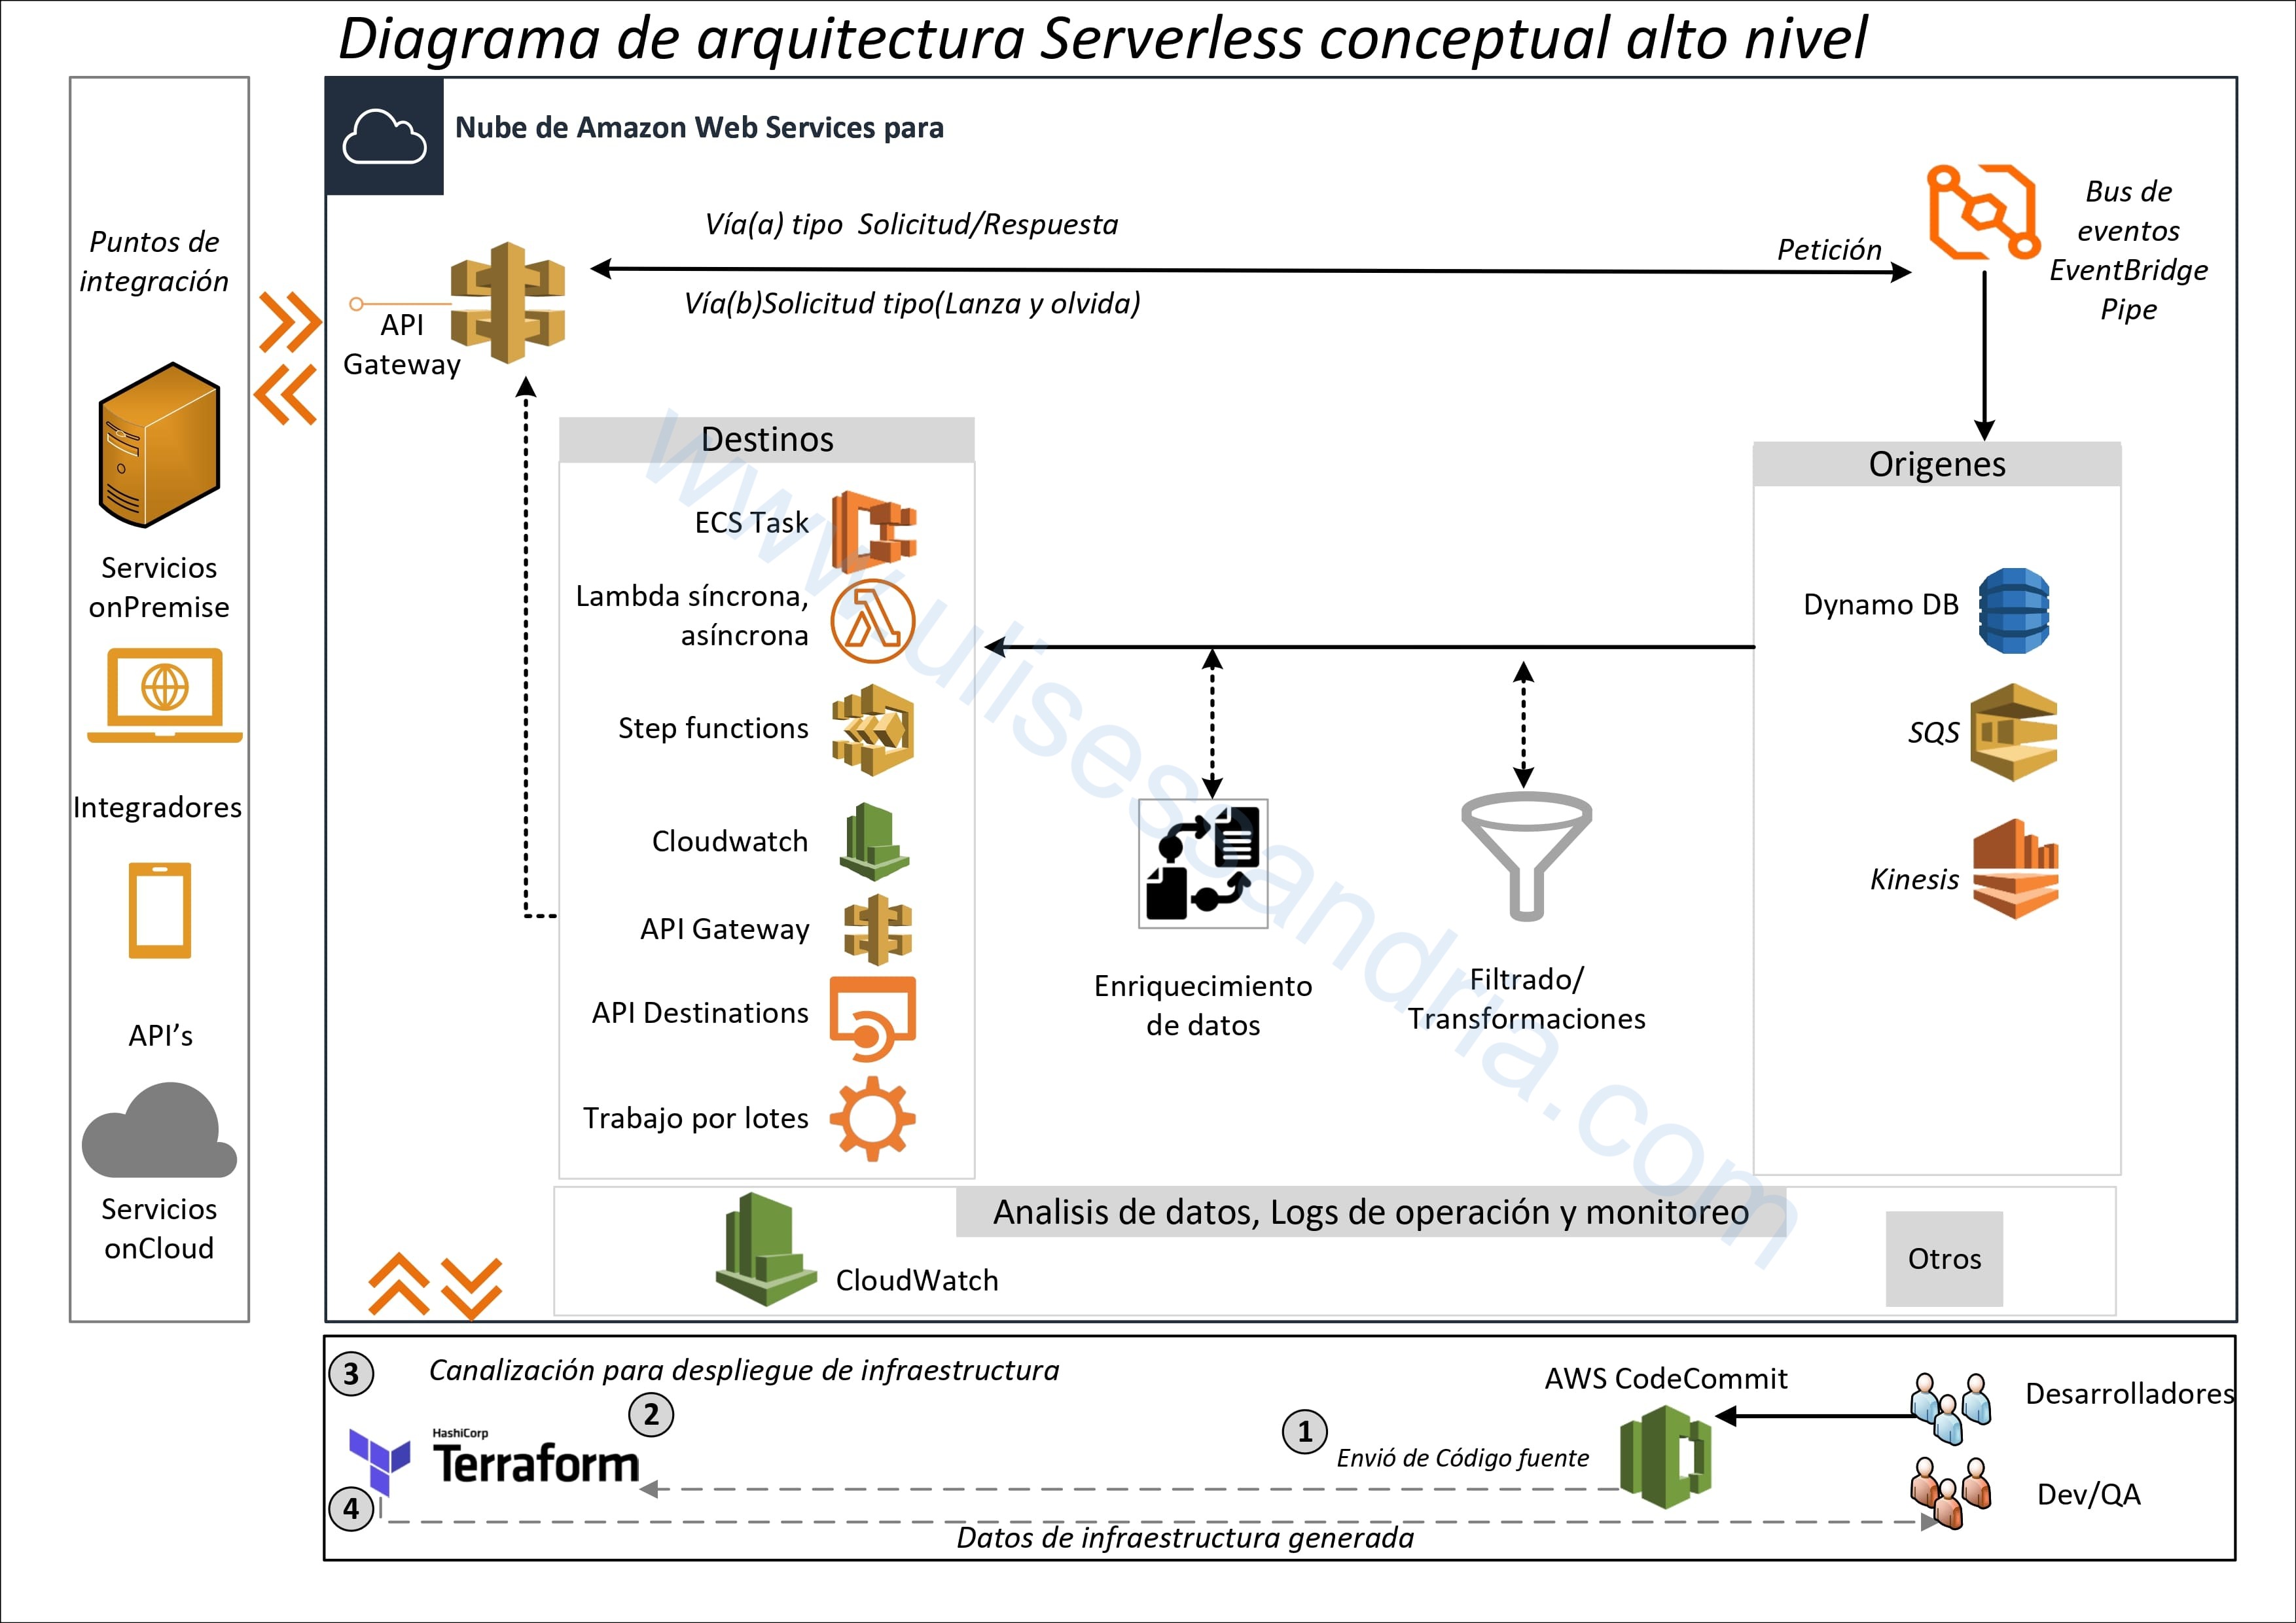 Diagrama de arquitectura Serverless conceptual alto nivel
Nube de Amazon Web Services para
Puntos de
integración
Servicios
onPremise
Integradores
API’s
Servicios
onCloud
API
Gateway
Vía(a) tipo  Solicitud/Respuesta
Vía(b)Solicitud tipo(Lanza y olvida)
Petición
Bus de
eventos
EventBridge
Pipe
Destinos
ECS Task
Lambda síncrona,
asíncrona
Step functions
Cloudwatch
API Gateway
API Destinations
Trabajo por lotes
Enriquecimiento
de datos
Filtrado/
Transformaciones
Origenes
Dynamo DB
SQS
Kinesis
www.ulisessandria.com
Analisis de datos, Logs de operación y monitoreo
CloudWatch
Otros
3
Canalización para despliegue de infraestructura
2
HashiCorp
Terraform
4
1
Envió de Código fuente
AWS CodeCommit
Desarrolladores
Dev/QA
Datos de infraestructura generada